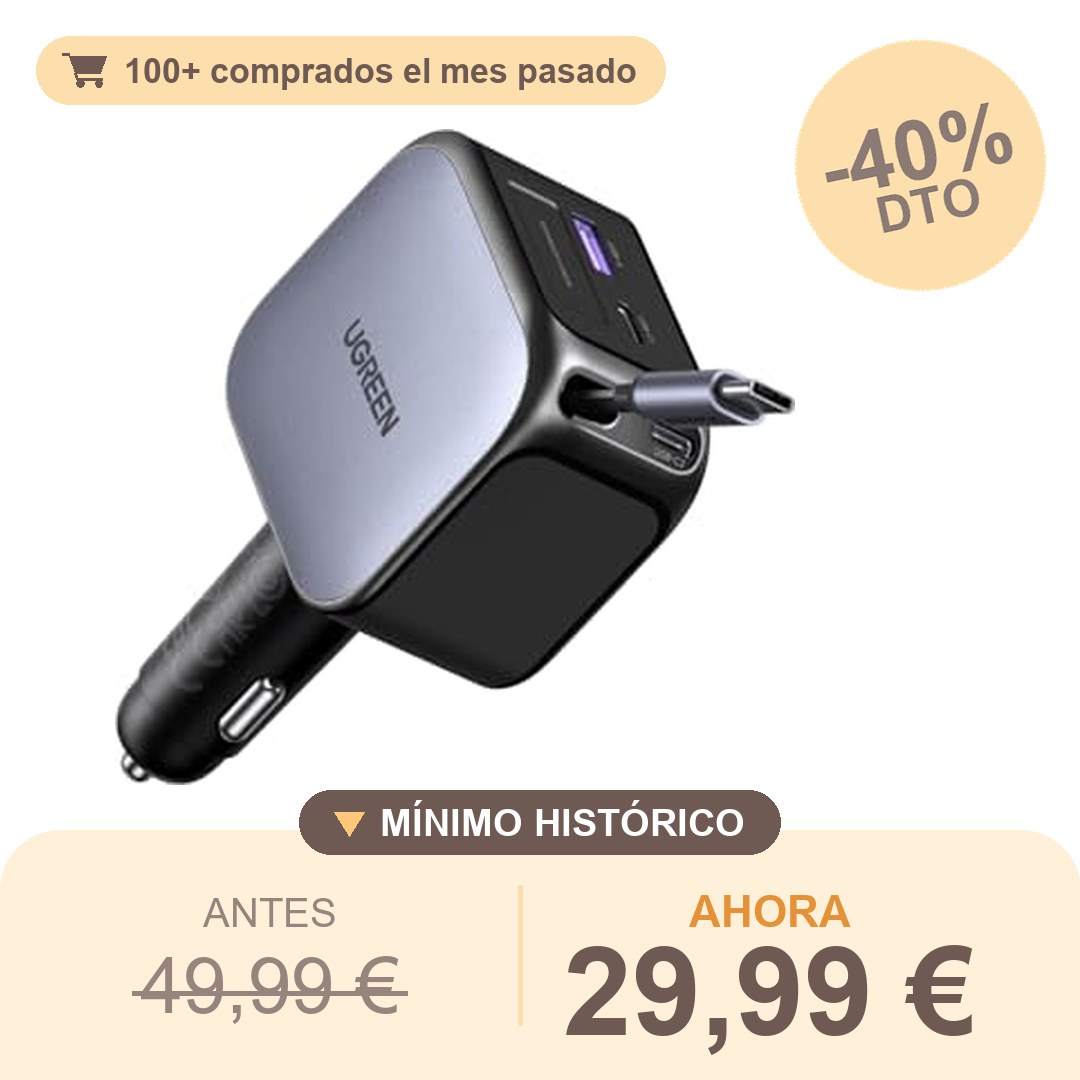 100+ comprados el mes pasado
-40%
DTO
UGREEN
MÍNIMO HISTÓRICO
ANTES
AHORA
49,99 €
29,99 €